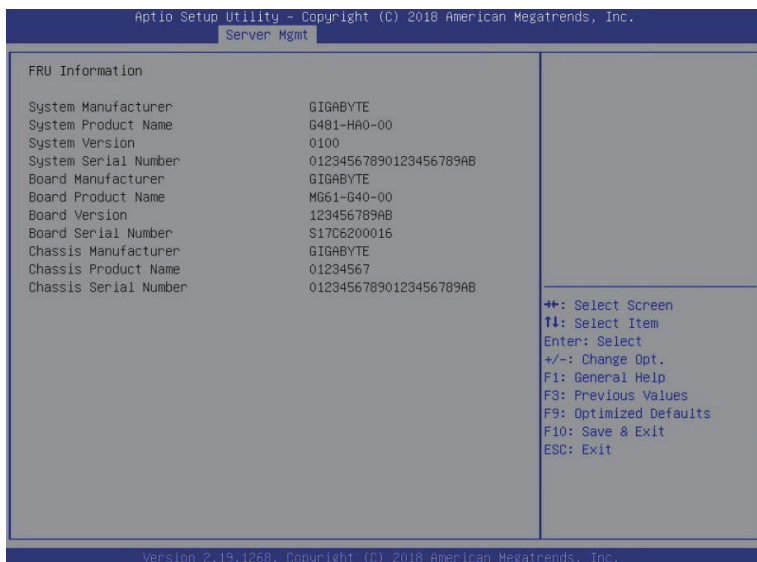 Aptio Setup Utility – Copyright (C) 2018 American Megatrends, Inc.
Server Mgmt
FRU Information
System Manufacturer GIGABYTE
System Product Name G481-HA0-00
System Version 0100
System Serial Number 01234567890123456789AB
Board Manufacturer GIGABYTE
Board Product Name MG61-G40-00
Board Version 123456789AB
Board Serial Number S17C6200016
Chassis Manufacturer GIGABYTE
Chassis Product Name 01234567
Chassis Serial Number 01234567890123456789AB
→←: Select Screen
↑↓: Select Item
Enter: Select
+/-: Change Opt.
F1: General Help
F3: Previous Values
F9: Optimized Defaults
F10: Save & Exit
ESC: Exit
Version 2.19.1268. Copyright (C) 2018 American Megatrends, Inc.